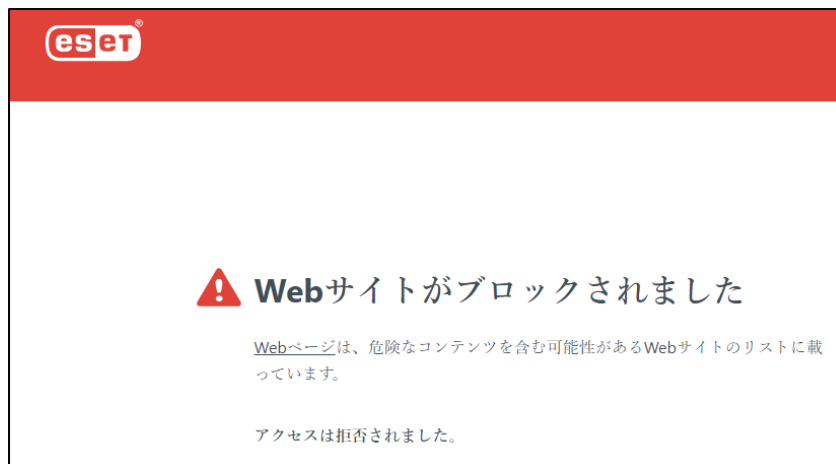 eset®
Webサイトがブロックされました
Webページは、危険なコンテンツを含む可能性があるWebサイトのリストに載
っています。
アクセスは拒否されました。